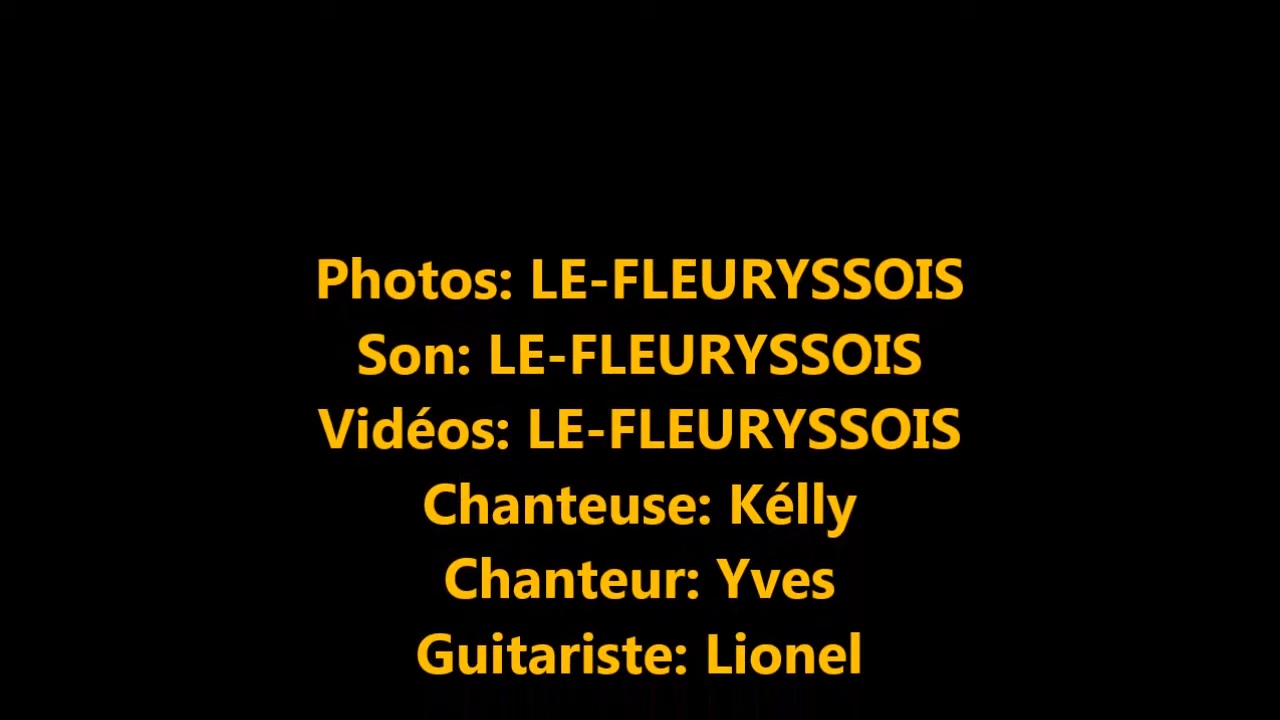 Photos: LE-FLEURYSSOIS
Son: LE-FLEURYSSOIS
Vidéos: LE-FLEURYSSOIS
Chanteuse: Kélly
Chanteur: Yves
Guitariste: Lionel